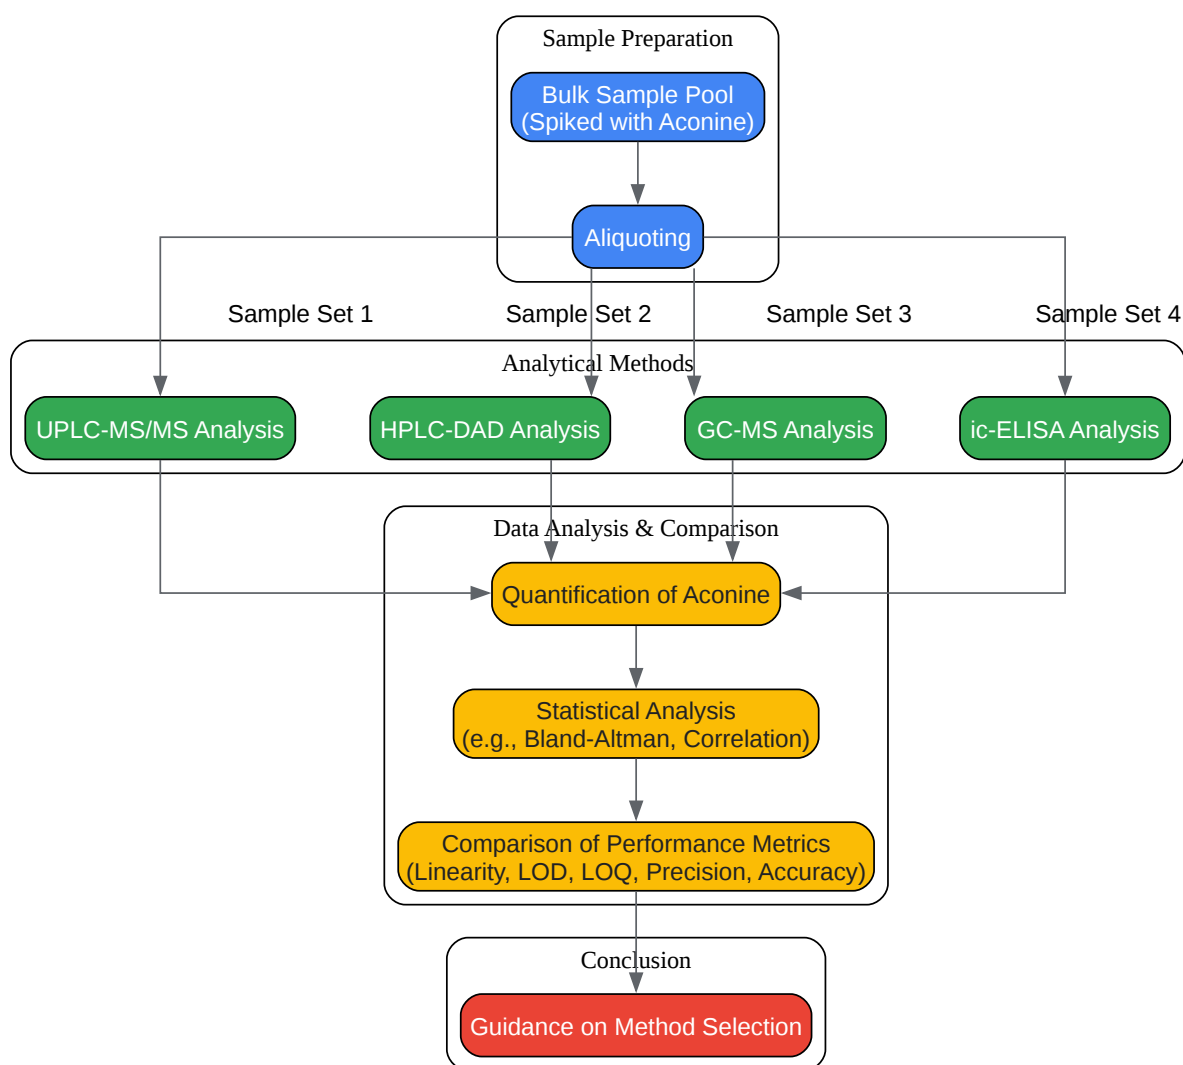 Sample Preparation
Bulk Sample Pool
(Spiked with Aconine)
Aliquoting
Sample Set 1
Sample Set 2
Sample Set 3
Sample Set 4
Analytical Methods
UPLC-MS/MS Analysis
HPLC-DAD Analysis
GC-MS Analysis
ic-ELISA Analysis
Data Analysis & Comparison
Quantification of Aconine
Statistical Analysis
(e.g., Bland-Altman, Correlation)
Comparison of Performance Metrics
(Linearity, LOD, LOQ, Precision, Accuracy)
Conclusion
Guidance on Method Selection